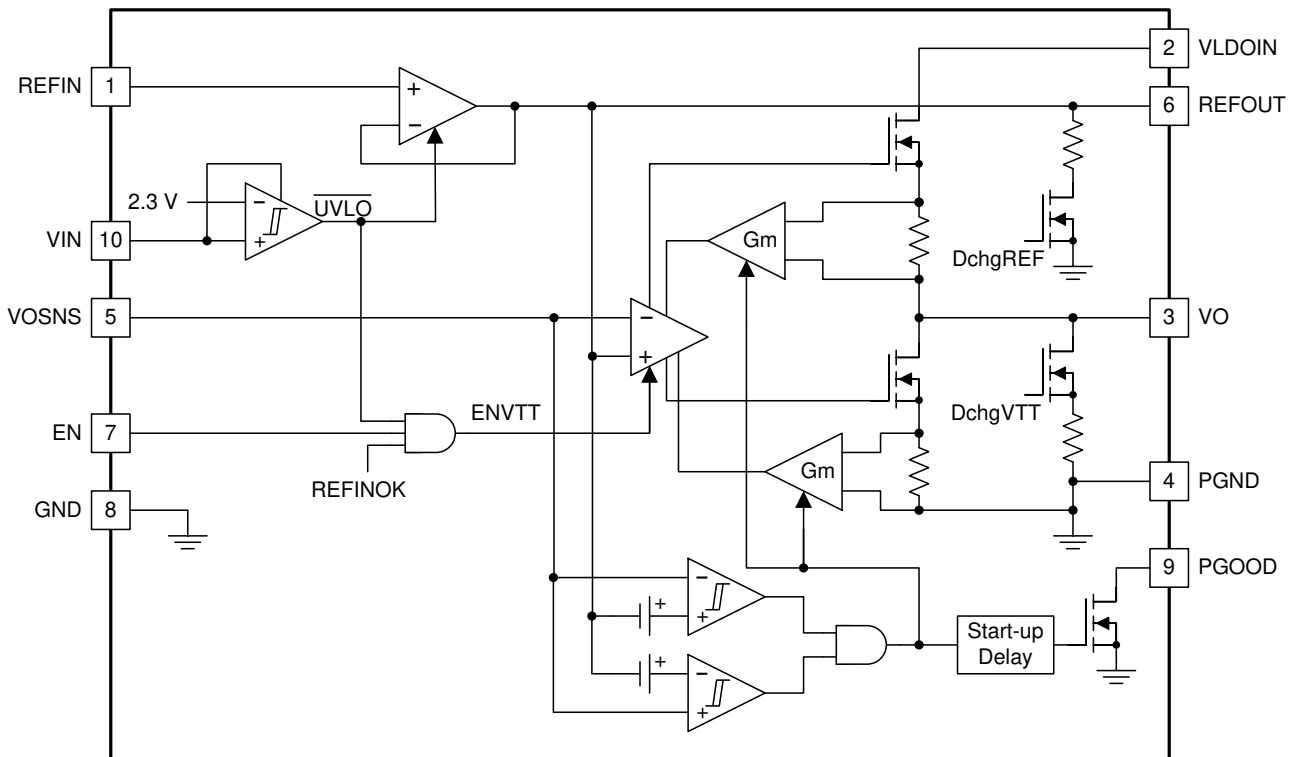 2 VLDOIN
REFIN 1
+
−
6 REFOUT
2.3 V
−
+
UVLO
VIN 10
Gm
DchgREF
VOSNS 5
−
+
3 VO
ENVTT
EN 7
DchgVTT
Gm
REFINOK
GND 8
4 PGND
9 PGOOD
−
+
+
Start-up
Delay
+
−
+